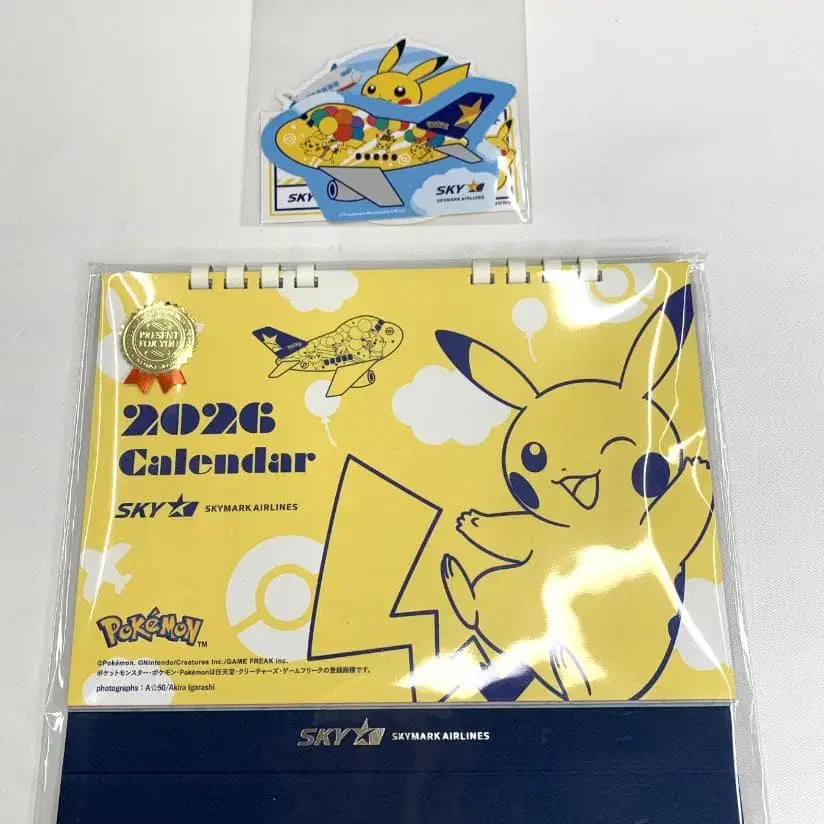 SKY
SKY SKYMARK AIRLINES
PRESENT
FOR YOU
2026
Calendar
SKY SKYMARK AIRLINES
POKéMON TM
©Pokémon. ©Nintendo/Creatures Inc./GAME FREAK inc.
ポケットモンスター・ポケモン・Pokémonは任天堂・クリーチャーズ・ゲームフリークの登録商標です。
photographs：A☆50/Akira Igarashi
SKY SKYMARK AIRLINES